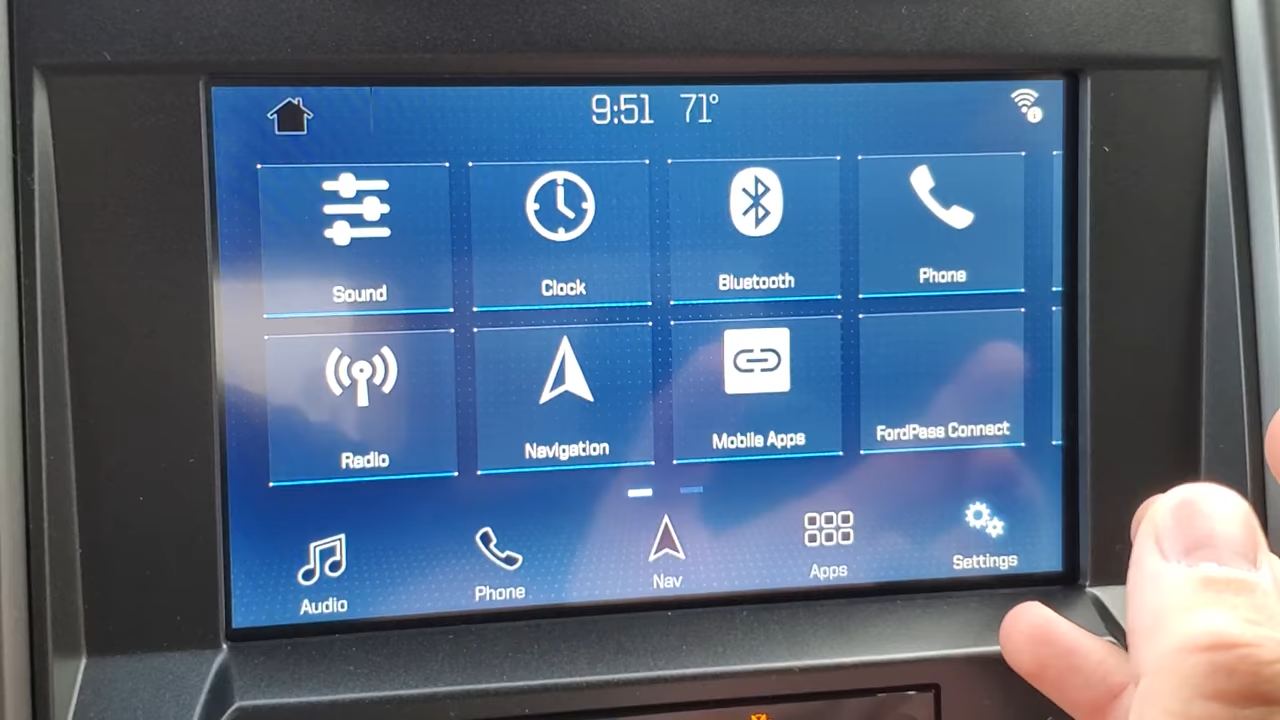 9:51 71°
Sound
Clock
Bluetooth
Phone
Radio
Navigation
Mobile Apps
FordPass Connect
Audio
Phone
Nav
Apps
Settings